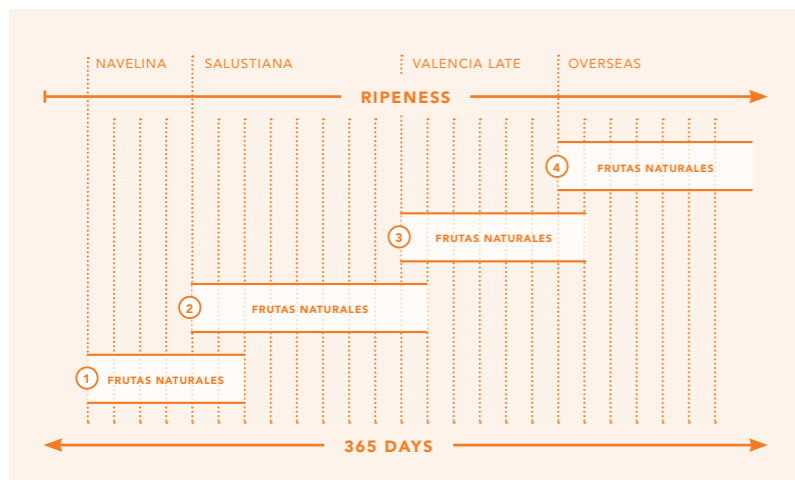 NAVELINA SALUSTIANA VALENCIA LATE OVERSEAS
RIPENESS
4 FRUTAS NATURALES
3 FRUTAS NATURALES
2 FRUTAS NATURALES
1 FRUTAS NATURALES
365 DAYS